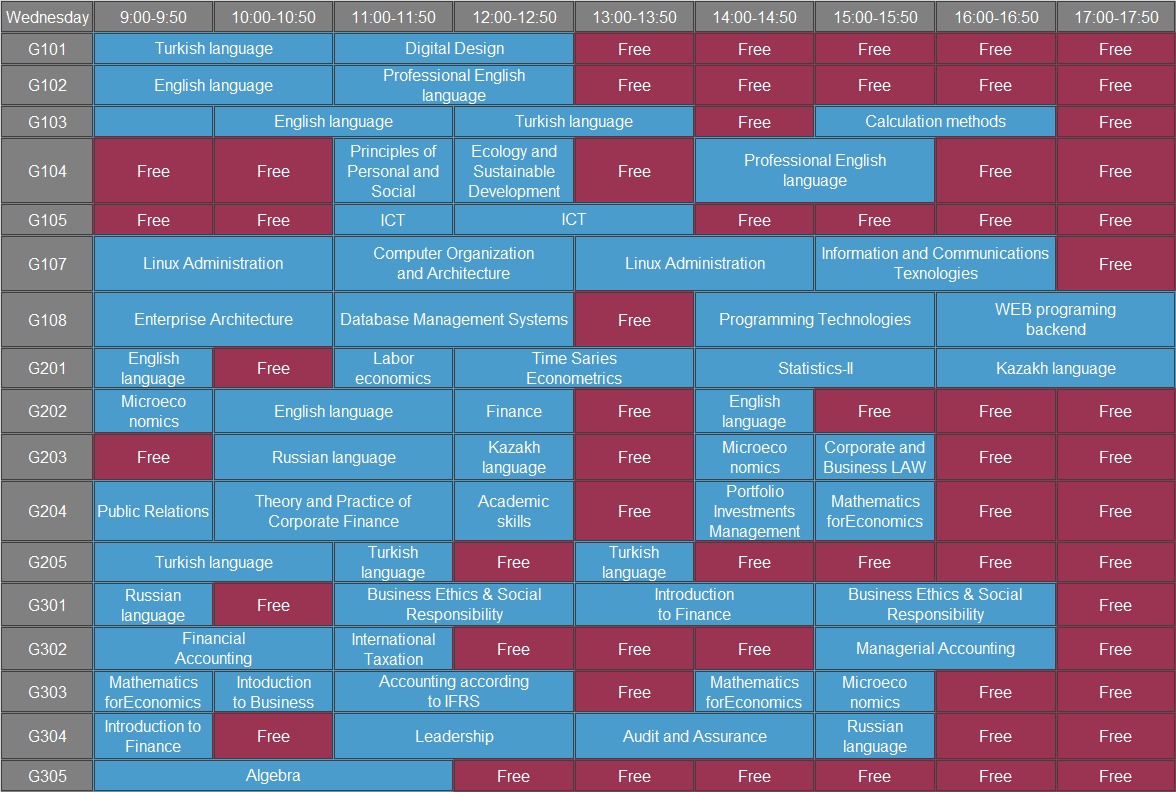 Wednesday 9:00-9:50 10:00-10:50 11:00-11:50 12:00-12:50 13:00-13:50 14:00-14:50 15:00-15:50 16:00-16:50 17:00-17:50
G101 Turkish language Digital Design Free Free Free Free Free
G102 English language Professional English
language Free Free Free Free Free
G103 English language Turkish language Free Calculation methods Free
G104 Free Free Principles of
Personal and
Social Ecology and
Sustainable
Development Free Professional English
language Free Free
G105 Free Free ICT ICT Free Free Free Free
G107 Linux Administration Computer Organization
and Architecture Linux Administration Information and Communications
Texnologies Free
G108 Enterprise Architecture Database Management Systems Free Programming Technologies WEB programing
backend
G201 English
language Free Labor
economics Time Saries
Econometrics Statistics-II Kazakh language
G202 Microeco
nomics English language Finance Free English
language Free Free Free
G203 Free Russian language Kazakh
language Free Microeco
nomics Corporate and
Business LAW Free Free
G204 Public Relations Theory and Practice of
Corporate Finance Academic
skills Free Portfolio
Investments
Management Mathematics
forEconomics Free Free
G205 Turkish language Turkish
language Free Turkish
language Free Free Free Free
G301 Russian
language Free Business Ethics & Social
Responsibility Introduction
to Finance Business Ethics & Social
Responsibility Free
G302 Financial
Accounting International
Taxation Free Free Free Managerial Accounting Free
G303 Mathematics
forEconomics Intoduction
to Business Accounting according
to IFRS Free Mathematics
forEconomics Microeco
nomics Free Free
G304 Introduction to
Finance Free Leadership Audit and Assurance Russian
language Free Free
G305 Algebra Free Free Free Free Free Free